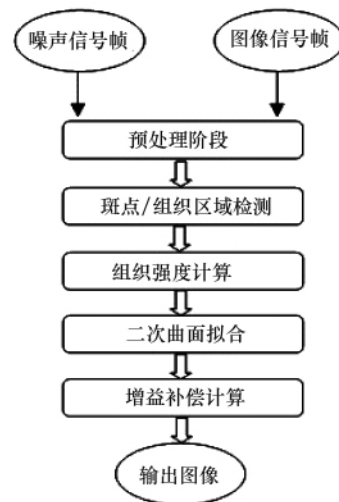 噪声信号帧
图像信号帧
预处理阶段
斑点/组织区域检测
组织强度计算
二次曲面拟合
增益补偿计算
输出图像